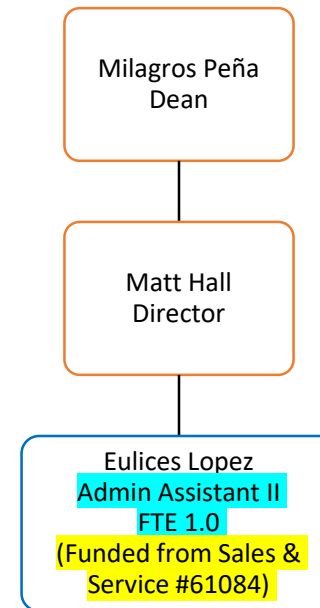 Milagros Peña
Dean
Matt Hall
Director
Eulices Lopez
Admin Assistant II
FTE 1.0
(Funded from Sales &
Service #61084)